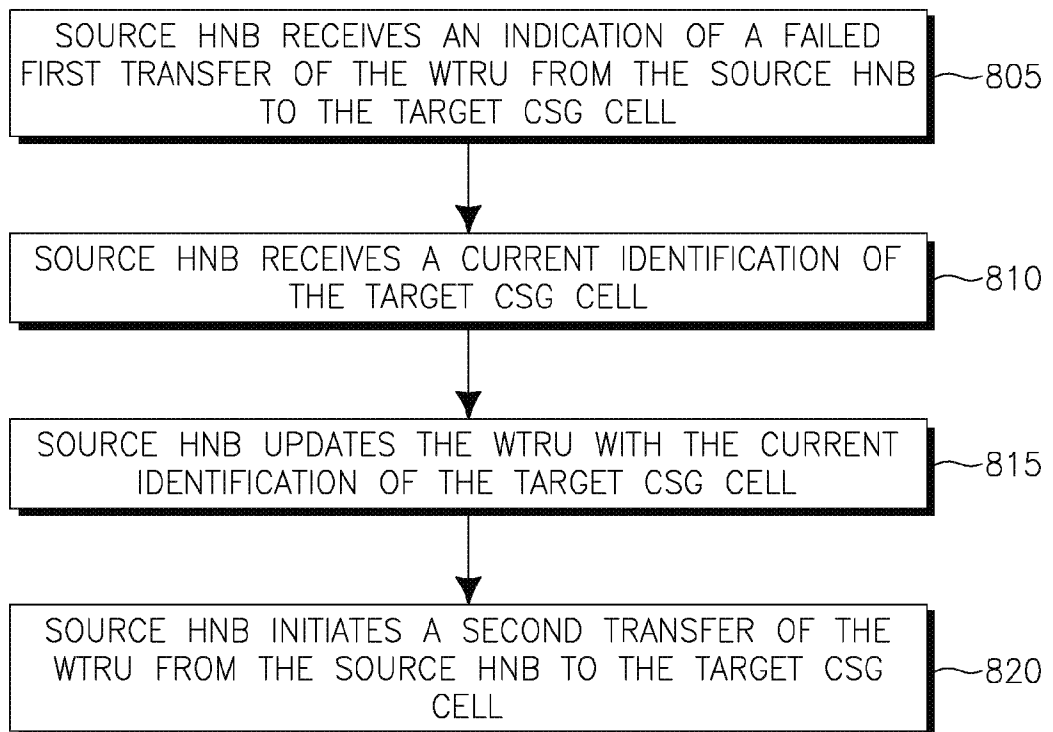 SOURCE HNB RECEIVES AN INDICATION OF A FAILED
FIRST TRANSFER OF THE WTRU FROM THE SOURCE HNB
TO THE TARGET CSG CELL
805
SOURCE HNB RECEIVES A CURRENT IDENTIFICATION OF
THE TARGET CSG CELL
810
SOURCE HNB UPDATES THE WTRU WITH THE CURRENT
IDENTIFICATION OF THE TARGET CSG CELL
815
SOURCE HNB INITIATES A SECOND TRANSFER OF THE
WTRU FROM THE SOURCE HNB TO THE TARGET CSG
CELL
820